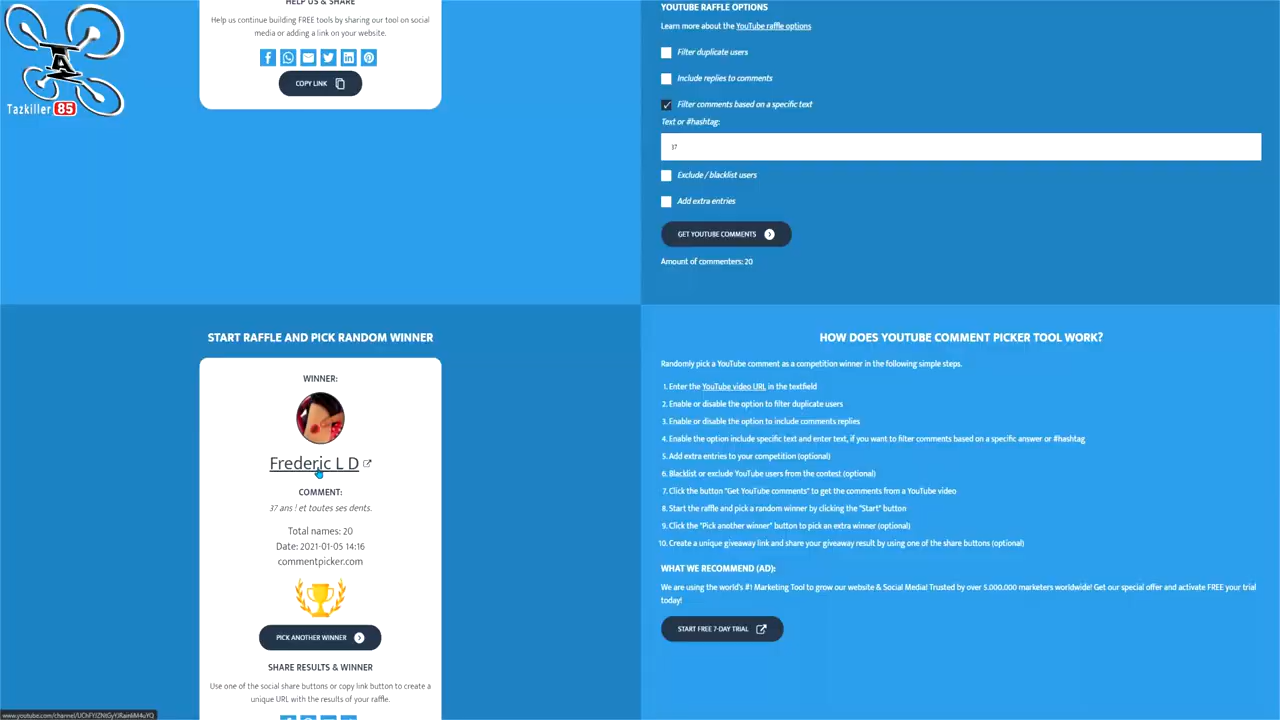 HELP US & SHARE
Help us continue building FREE tools by sharing our tool on social
media or adding a link on your website.
COPY LINK
Tazkiller 85
YOUTUBE RAFFLE OPTIONS
Learn more about the YouTube raffle options
Filter duplicate users
Include replies to comments
Filter comments based on a specific text
Text or #hashtag:
37
Exclude / blacklist users
Add extra entries
GET YOUTUBE COMMENTS
Amount of commenters: 20
START RAFFLE AND PICK RANDOM WINNER
WINNER:
Frederic L D
COMMENT:
37 ans ! et toutes ses dents.
Total names: 20
Date: 2021-01-05 14:16
commentpicker.com
PICK ANOTHER WINNER
SHARE RESULTS & WINNER
Use one of the social share buttons or copy link button to create a
unique URL with the results of your raffle.
HOW DOES YOUTUBE COMMENT PICKER TOOL WORK?
Randomly pick a YouTube comment as a competition winner in the following simple steps.
1. Enter the YouTube video URL in the textfield
2. Enable or disable the option to filter duplicate users
3. Enable or disable the option to include comments replies
4. Enable the option include specific text and enter text, if you want to filter comments based on a specific answer or #hashtag
5. Add extra entries to your competition (optional)
6. Blacklist or exclude YouTube users from the contest (optional)
7. Click the button "Get YouTube comments" to get the comments from a YouTube video
8. Start the raffle and pick a random winner by clicking the "Start" button
9. Click the "Pick another winner" button to pick an extra winner (optional)
10. Create a unique giveaway link and share your giveaway result by using one of the share buttons (optional)
WHAT WE RECOMMEND (AD):
We are using the world's #1 Marketing Tool to grow our website & Social Media! Trusted by over 5.000.000 marketers worldwide! Get our special offer and activate FREE your trial
today!
START FREE 7-DAY TRIAL